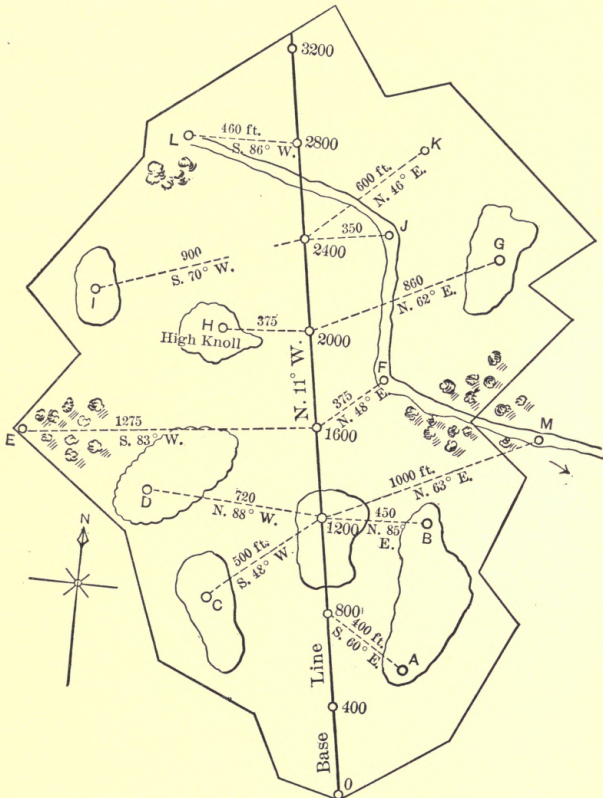 3200
460 ft.
S. 86° W.
L
2800
K
600 ft.
N. 46° E.
350
J
2400
G
900
S. 70° W.
860
N. 62° E.
I
H
375
High Knoll
2000
N. 11° W.
F
375
N. 48° E.
M
E
1275
S. 83° W.
1600
1000 ft.
N. 63° E.
D
720
N. 88° W.
1200
450
N. 85° E.
B
N
500 ft.
S. 48° W.
C
800
400 ft.
S. 60° E.
A
400
Base Line
0